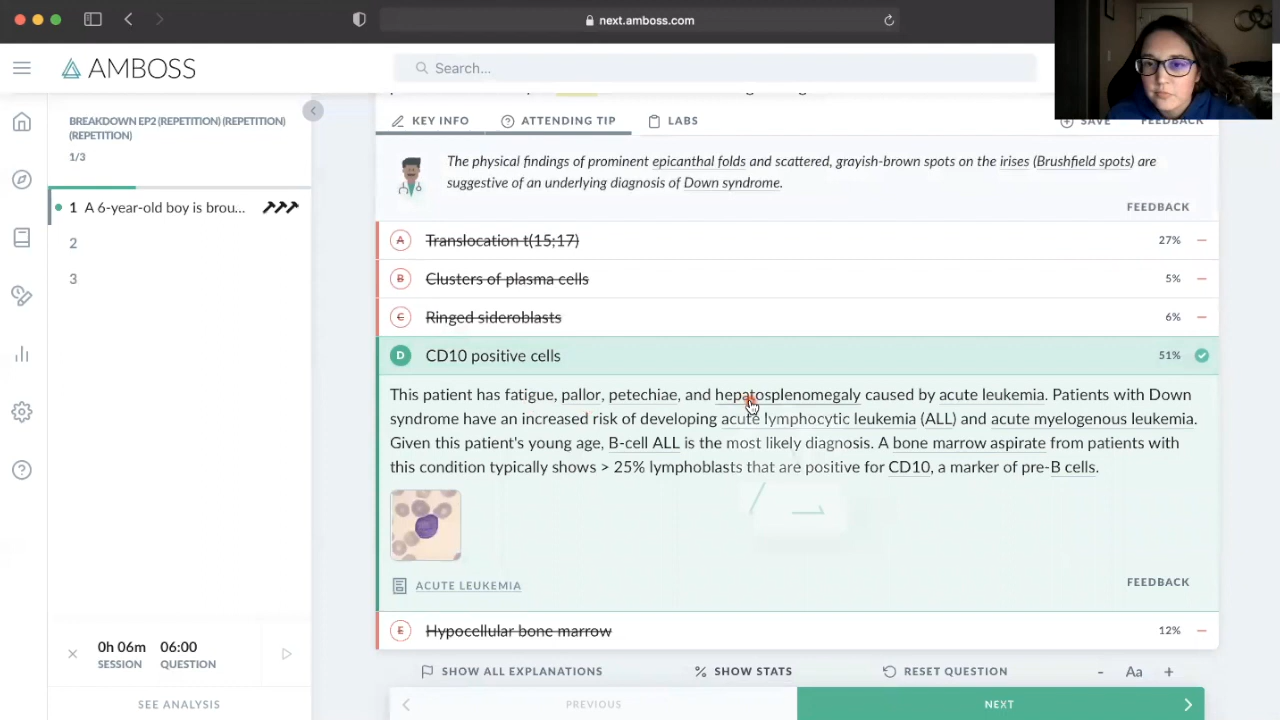 next.amboss.com
AMBOSS
Search...
BREAKDOWN EP2 (REPETITION) (REPETITION)
(REPETITION)
1/3
1 A 6-year-old boy is brou...
2
3
KEY INFO
ATTENDING TIP
LABS
SAVE
FEEDBACK
The physical findings of prominent epicanthal folds and scattered, grayish-brown spots on the irises (Brushfield spots) are
suggestive of an underlying diagnosis of Down syndrome.
FEEDBACK
A Translocation t(15;17) 27%
B Clusters of plasma cells 5%
C Ringed sideroblasts 6%
D CD10 positive cells 51%
This patient has fatigue, pallor, petechiae, and hepatosplenomegaly caused by acute leukemia. Patients with Down
syndrome have an increased risk of developing acute lymphocytic leukemia (ALL) and acute myelogenous leukemia.
Given this patient's young age, B-cell ALL is the most likely diagnosis. A bone marrow aspirate from patients with
this condition typically shows > 25% lymphoblasts that are positive for CD10, a marker of pre-B cells.
ACUTE LEUKEMIA
FEEDBACK
E Hypocellular bone marrow 12%
0h 06m 06:00
SESSION QUESTION
SEE ANALYSIS
SHOW ALL EXPLANATIONS
% SHOW STATS
RESET QUESTION
- Aa +
PREVIOUS
NEXT